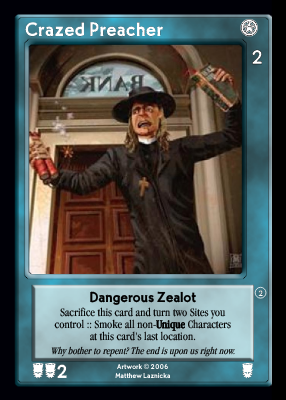 Crazed Preacher
2
BANK
Dangerous Zealot
2
Sacrifice this card and turn two Sites you
control :: Smoke all non-Unique Characters
at this card's last location.
Why bother to repent? The end is upon us right now.
2
Artwork © 2006
Matthew Laznicka